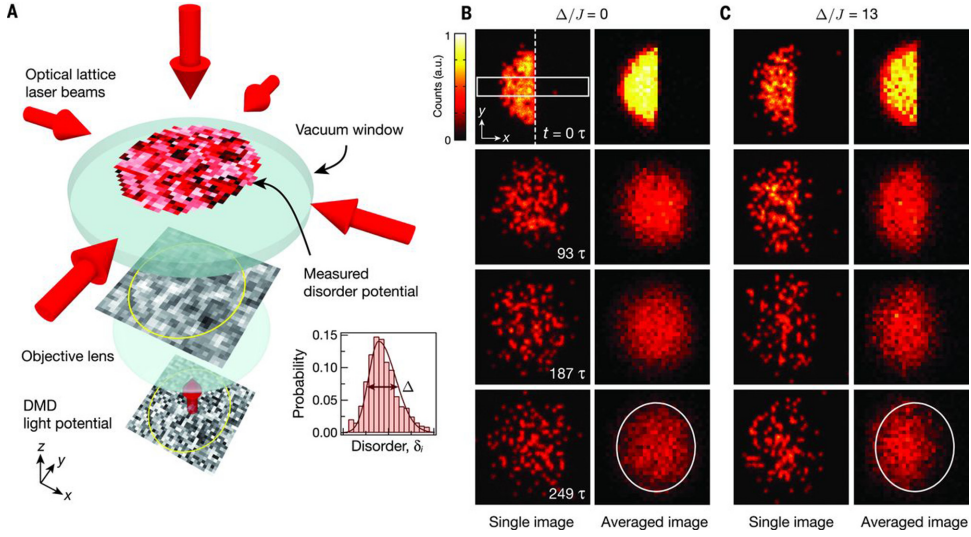 A
Optical lattice
laser beams
Vacuum window
Measured
disorder potential
Objective lens
DMD
light potential
z
y
x
Probability
0.15
0.10
0.05
0.00
Δ
Disorder, δi
B
Δ/J = 0
Counts (a.u.)
1
0
y
x
t = 0 τ
93 τ
187 τ
249 τ
Single image
Averaged image
C
Δ/J = 13
Single image
Averaged image